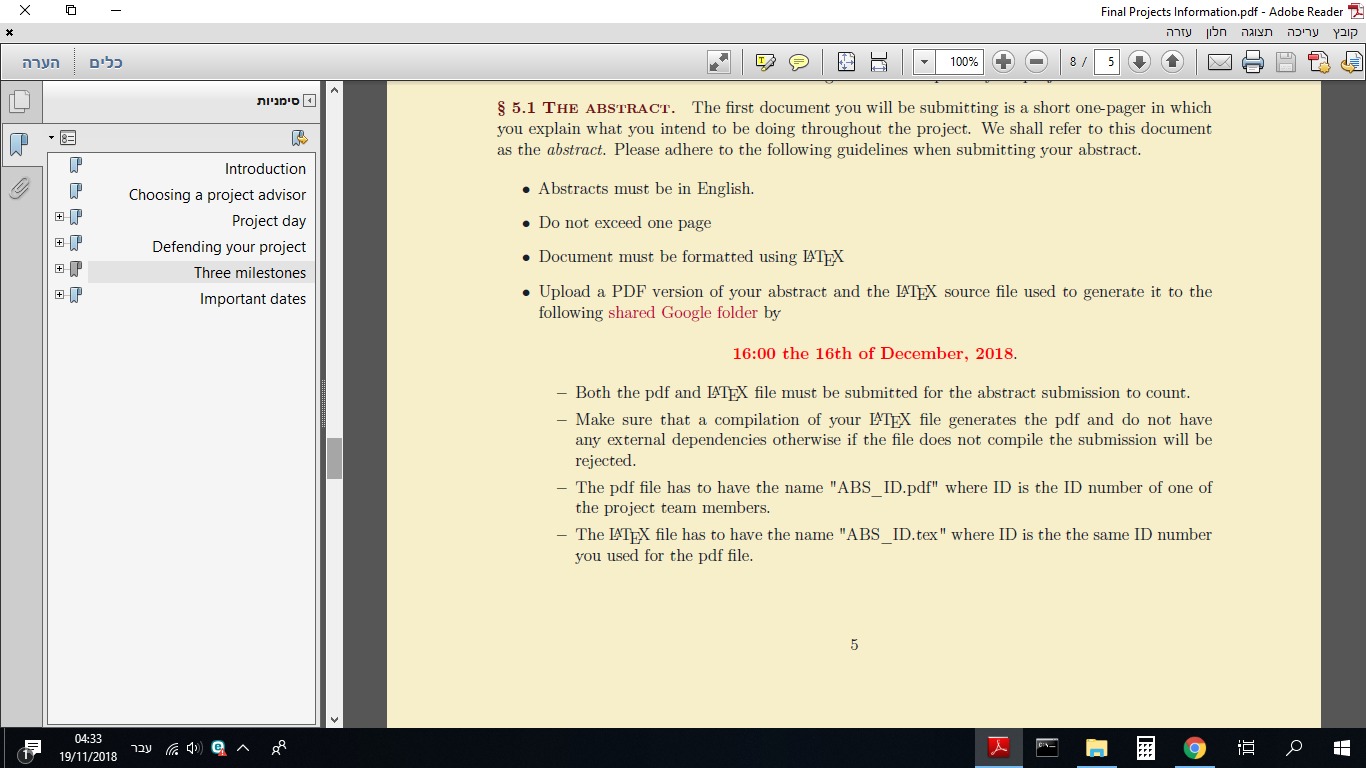 Final Projects Information.pdf - Adobe Reader
קובץ עריכה תצוגה חלון עזרה
הערה כלים 100% 8 / 5
סימניות
Introduction
Choosing a project advisor
Project day
Defending your project
Three milestones
Important dates
§ 5.1 THE ABSTRACT. The first document you will be submitting is a short one-pager in which
you explain what you intend to be doing throughout the project. We shall refer to this document
as the abstract. Please adhere to the following guidelines when submitting your abstract.
• Abstracts must be in English.
• Do not exceed one page
• Document must be formatted using LATEX
• Upload a PDF version of your abstract and the LATEX source file used to generate it to the
following shared Google folder by
16:00 the 16th of December, 2018.
– Both the pdf and LATEX file must be submitted for the abstract submission to count.
– Make sure that a compilation of your LATEX file generates the pdf and do not have
any external dependencies otherwise if the file does not compile the submission will be
rejected.
– The pdf file has to have the name "ABS_ID.pdf" where ID is the ID number of one of
the project team members.
– The LATEX file has to have the name "ABS_ID.tex" where ID is the the same ID number
you used for the pdf file.
5
1
04:33
19/11/2018
עבר